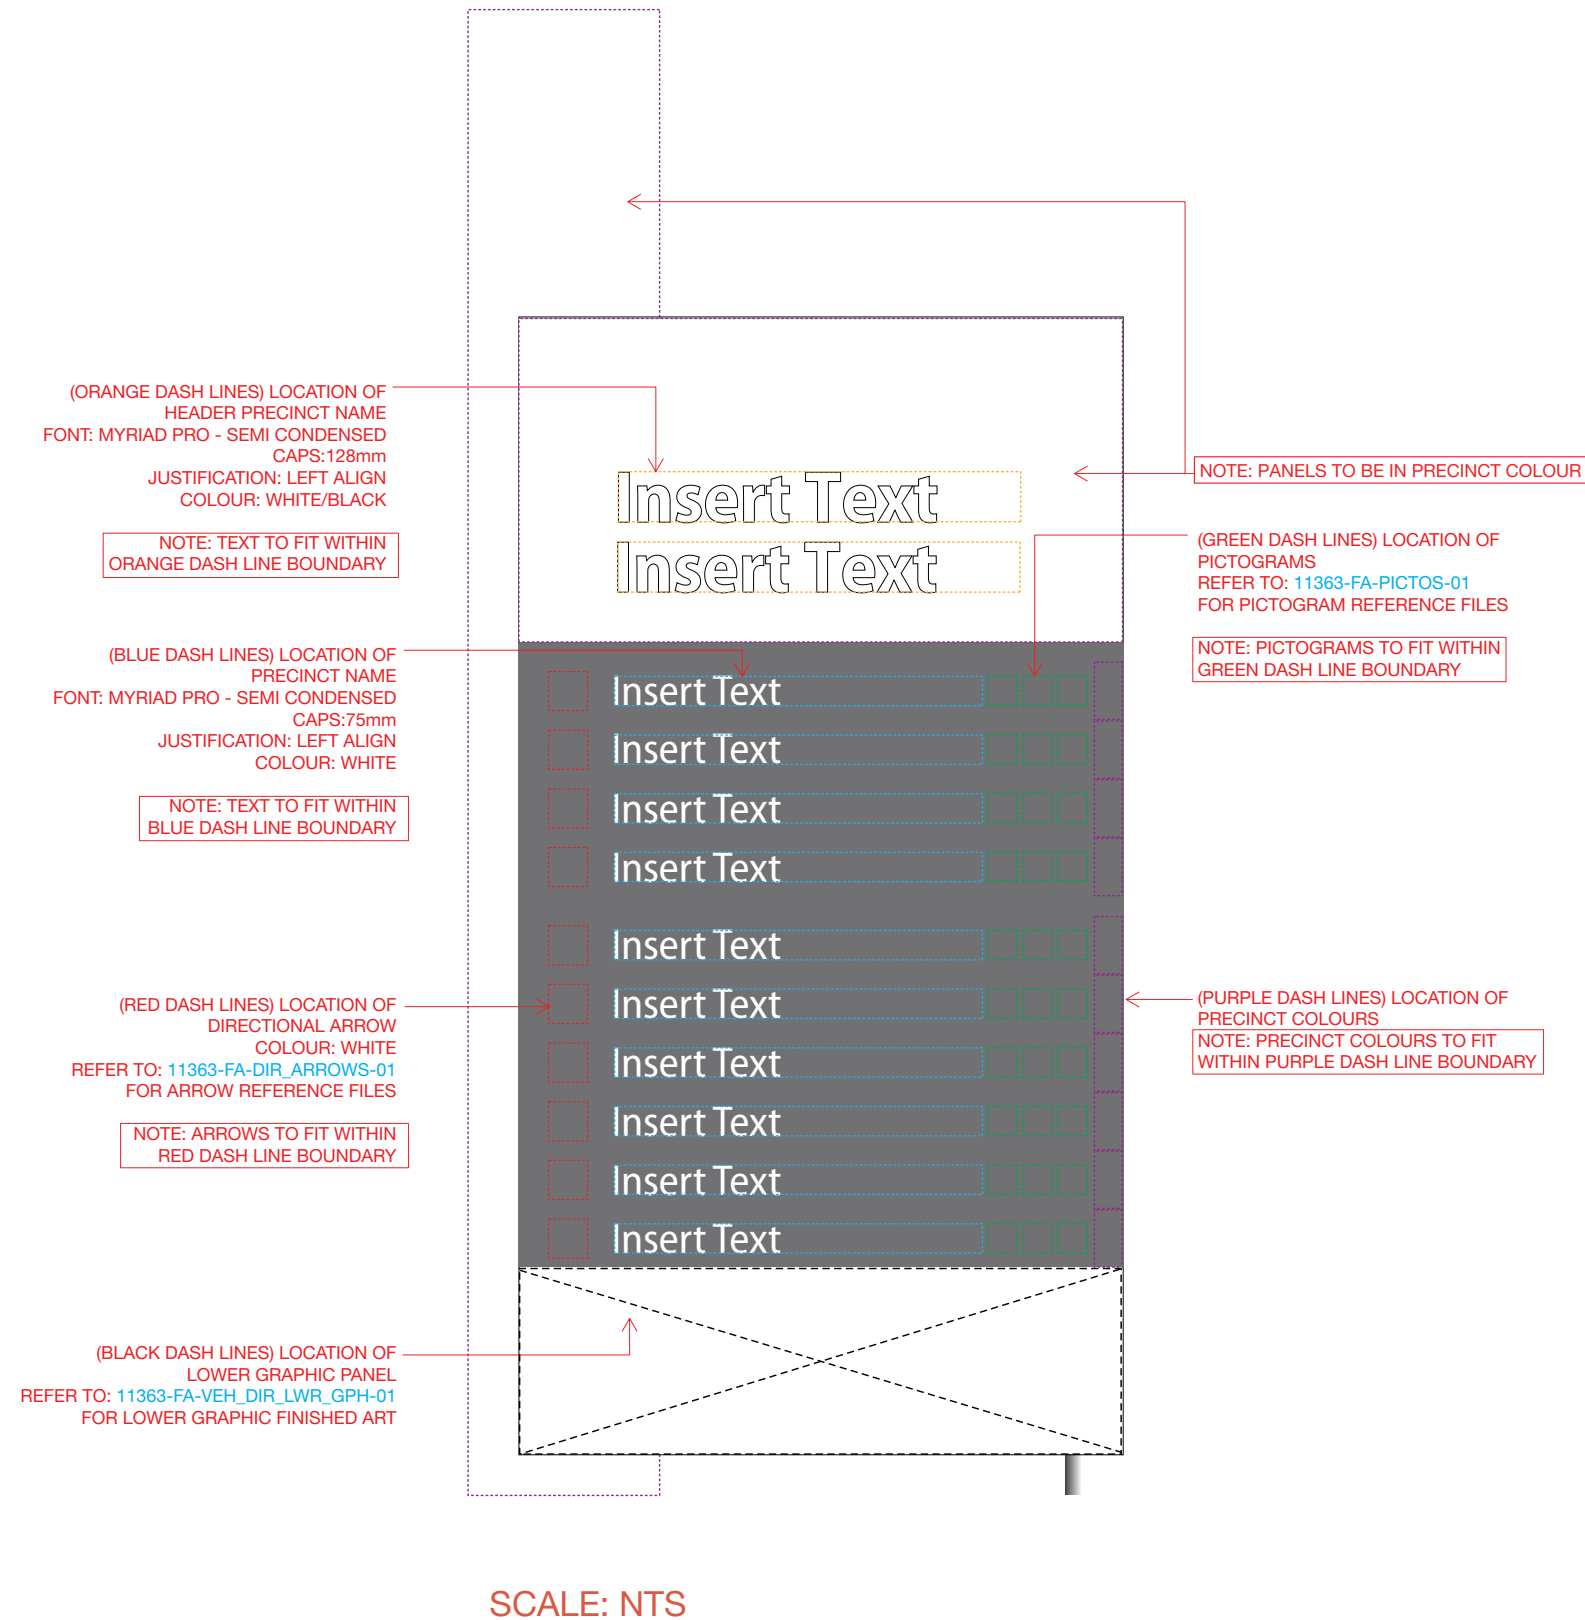 (ORANGE DASH LINES) LOCATION OF
HEADER PRECINCT NAME
FONT: MYRIAD PRO - SEMI CONDENSED
CAPS:128mm
JUSTIFICATION: LEFT ALIGN
COLOUR: WHITE/BLACK
NOTE: TEXT TO FIT WITHIN
ORANGE DASH LINE BOUNDARY
(BLUE DASH LINES) LOCATION OF
PRECINCT NAME
FONT: MYRIAD PRO - SEMI CONDENSED
CAPS:75mm
JUSTIFICATION: LEFT ALIGN
COLOUR: WHITE
NOTE: TEXT TO FIT WITHIN
BLUE DASH LINE BOUNDARY
(RED DASH LINES) LOCATION OF
DIRECTIONAL ARROW
COLOUR: WHITE
REFER TO: 11363-FA-DIR_ARROWS-01
FOR ARROW REFERENCE FILES
NOTE: ARROWS TO FIT WITHIN
RED DASH LINE BOUNDARY
(BLACK DASH LINES) LOCATION OF
LOWER GRAPHIC PANEL
REFER TO: 11363-FA-VEH_DIR_LWR_GPH-01
FOR LOWER GRAPHIC FINISHED ART
Insert Text
Insert Text
Insert Text
Insert Text
Insert Text
Insert Text
Insert Text
Insert Text
Insert Text
Insert Text
Insert Text
Insert Text
NOTE: PANELS TO BE IN PRECINCT COLOUR
(GREEN DASH LINES) LOCATION OF
PICTOGRAMS
REFER TO: 11363-FA-PICTOS-01
FOR PICTOGRAM REFERENCE FILES
NOTE: PICTOGRAMS TO FIT WITHIN
GREEN DASH LINE BOUNDARY
(PURPLE DASH LINES) LOCATION OF
PRECINCT COLOURS
NOTE: PRECINCT COLOURS TO FIT
WITHIN PURPLE DASH LINE BOUNDARY
SCALE: NTS